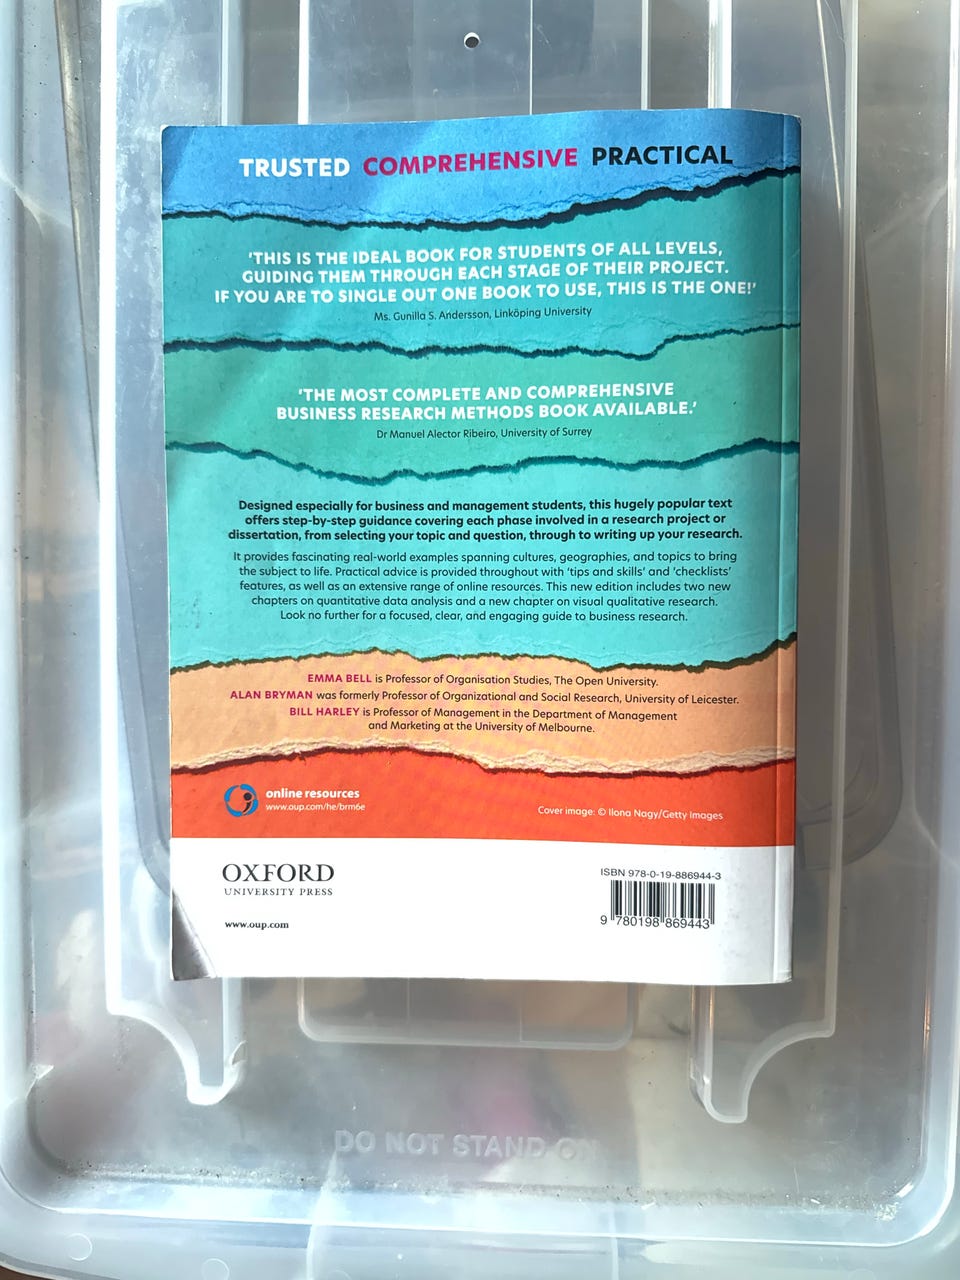 TRUSTED COMPREHENSIVE PRACTICAL
'THIS IS THE IDEAL BOOK FOR STUDENTS OF ALL LEVELS,
GUIDING THEM THROUGH EACH STAGE OF THEIR PROJECT.
IF YOU ARE TO SINGLE OUT ONE BOOK TO USE, THIS IS THE ONE!'
Ms. Gunilla S. Andersson, Linköping University
'THE MOST COMPLETE AND COMPREHENSIVE
BUSINESS RESEARCH METHODS BOOK AVAILABLE.'
Dr Manuel Alector Ribeiro, University of Surrey
Designed especially for business and management students, this hugely popular text
offers step-by-step guidance covering each phase involved in a research project or
dissertation, from selecting your topic and question, through to writing up your research.
It provides fascinating real-world examples spanning cultures, geographies, and topics to bring
the subject to life. Practical advice is provided throughout with 'tips and skills' and 'checklists'
features, as well as an extensive range of online resources. This new edition includes two new
chapters on quantitative data analysis and a new chapter on visual qualitative research.
Look no further for a focused, clear, and engaging guide to business research.
EMMA BELL is Professor of Organisation Studies, The Open University.
ALAN BRYMAN was formerly Professor of Organizational and Social Research, University of Leicester.
BILL HARLEY is Professor of Management in the Department of Management
and Marketing at the University of Melbourne.
online resources
www.oup.com/he/brm6e
Cover image: © Ilona Nagy/Getty Images
OXFORD
UNIVERSITY PRESS
www.oup.com
ISBN 978-0-19-886944-3
9 780198 869443
DO NOT STAND ON